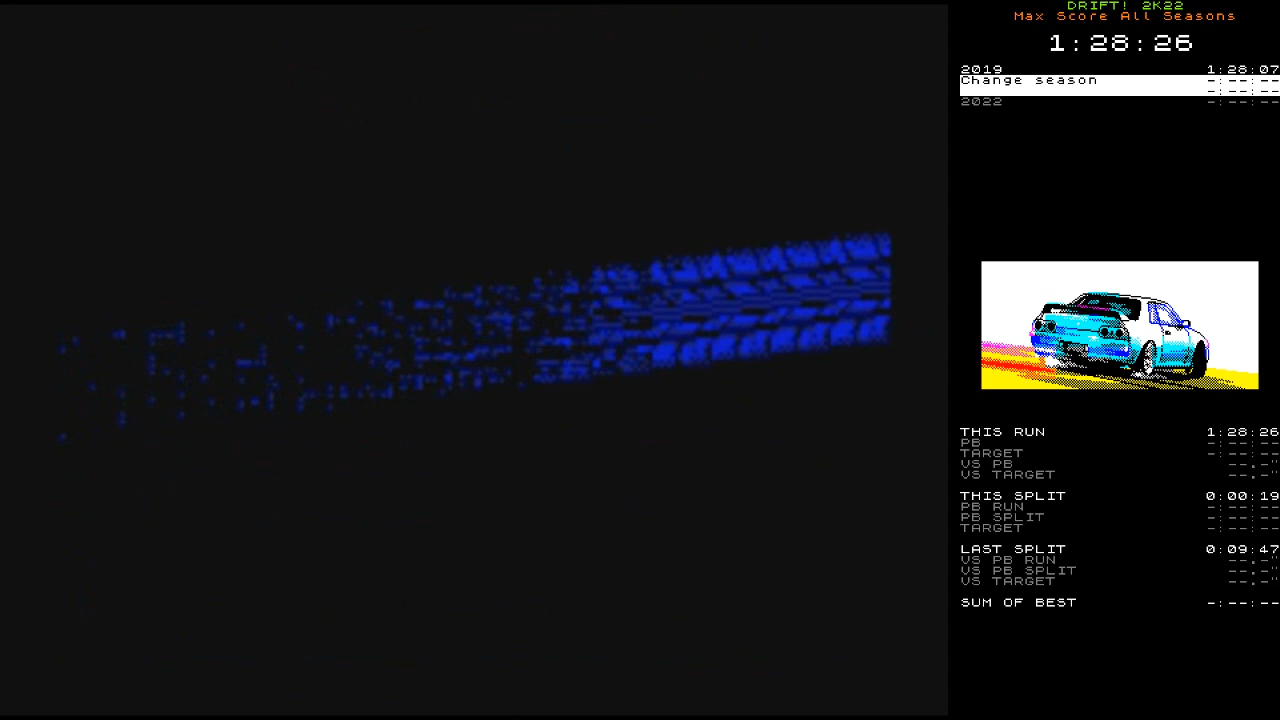 DRIFT! 2K22
Max Score All Seasons
1:28:26
2019 1:28:07
Change season -:--:--
-:--:--
2022 -:--:--
THIS RUN 1:28:26
PB -:--:--
TARGET -:--:--
VS PB --.-"
VS TARGET --.-"
THIS SPLIT 0:00:19
PB RUN -:--:--
PB SPLIT -:--:--
TARGET -:--:--
LAST SPLIT 0:09:47
VS PB RUN --.-"
VS PB SPLIT --.-"
VS TARGET --.-"
SUM OF BEST -:--:--